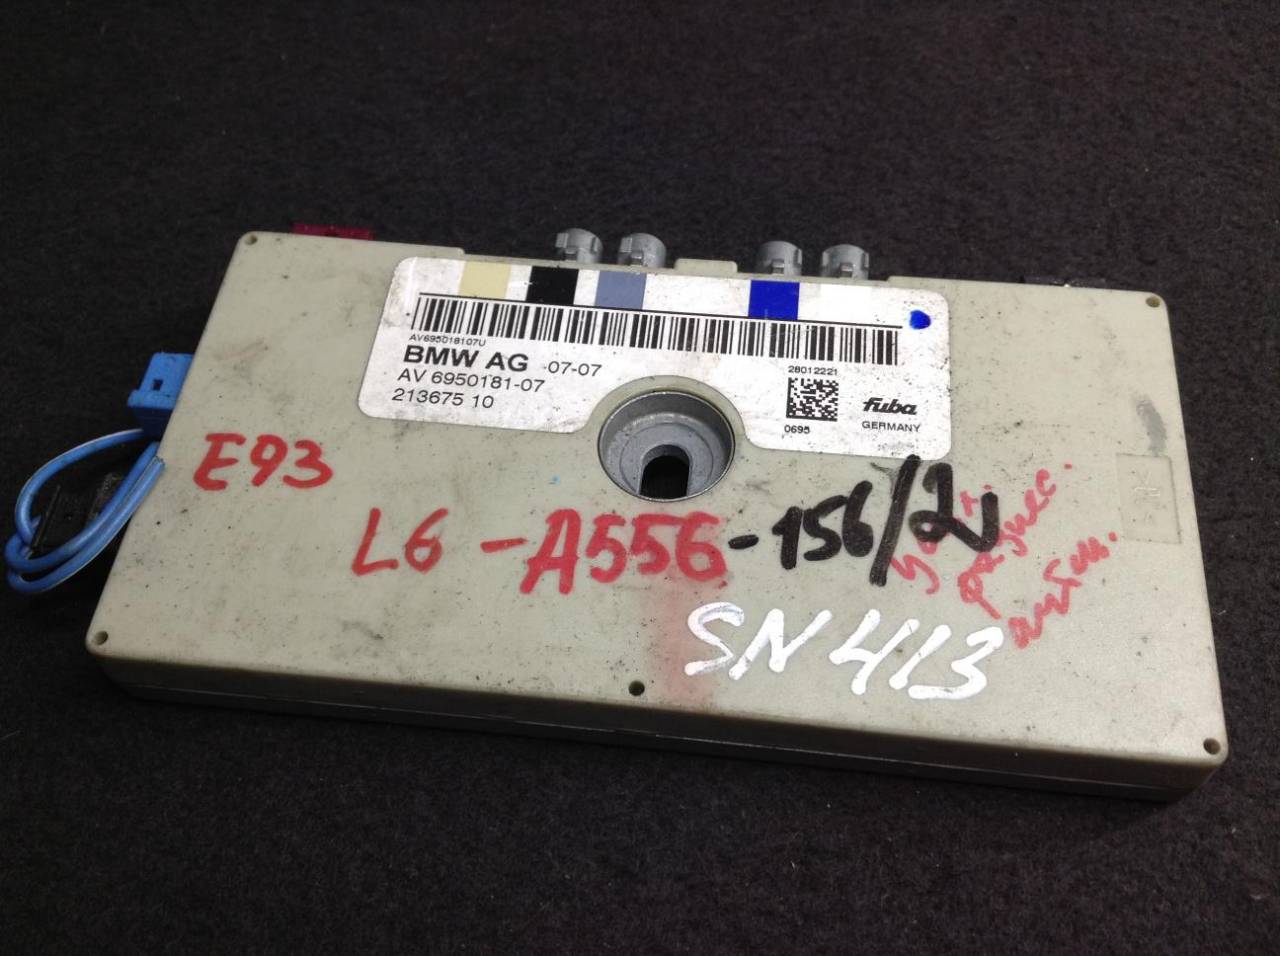 AV695018107U
BMW AG 07-07
AV 6950181-07
213675 10
28012221
0695
fuba
GERMANY
E93
L6 -A556-156/2
SN413